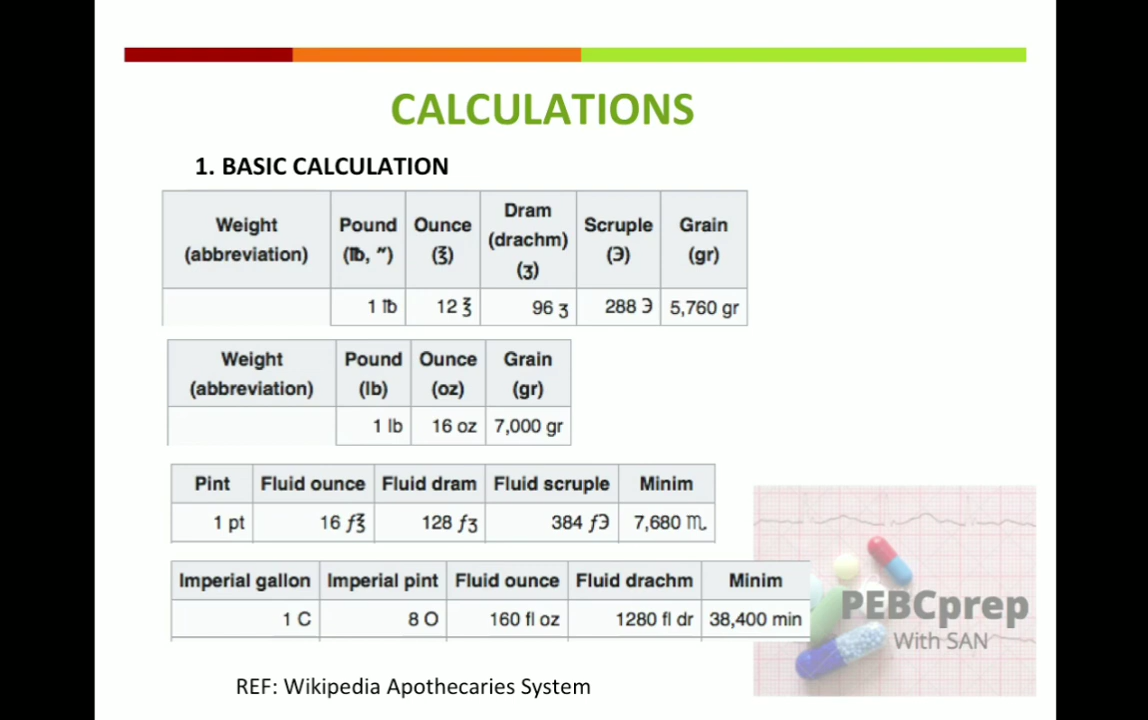 CALCULATIONS
1. BASIC CALCULATION
Weight (abbreviation) Pound (℔, ″) Ounce (℥) Dram (drachm) (ʒ) Scruple (℈) Grain (gr)
1 ℔ 12 ℥ 96 ʒ 288 ℈ 5,760 gr
Weight (abbreviation) Pound (lb) Ounce (oz) Grain (gr)
1 lb 16 oz 7,000 gr
Pint Fluid ounce Fluid dram Fluid scruple Minim
1 pt 16 f℥ 128 fʒ 384 f℈ 7,680 ♏
Imperial gallon Imperial pint Fluid ounce Fluid drachm Minim
1 C 8 O 160 fl oz 1280 fl dr 38,400 min
PEBCprep
With SAN
REF: Wikipedia Apothecaries System